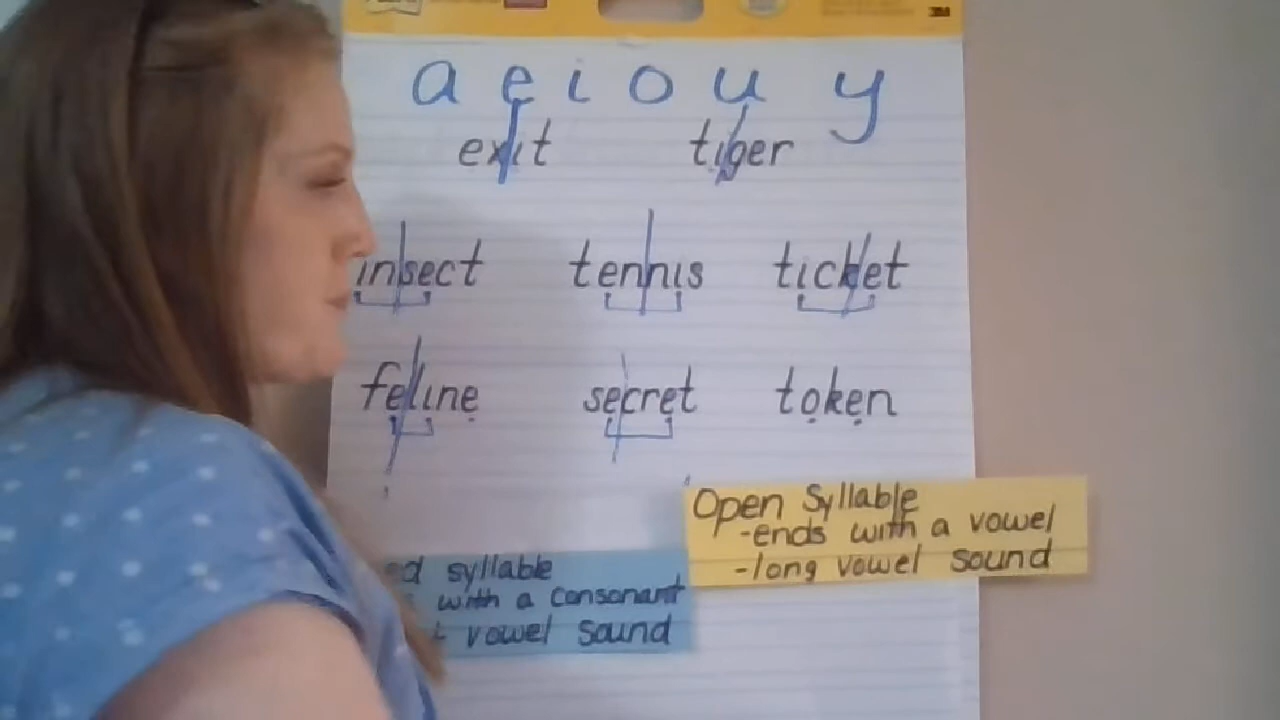 3M
a e i o u y
exit tiger
insect tennis ticket
feline secret token
Open Syllable
-ends with a vowel
-long vowel sound
syllable
with a consonant
vowel sound